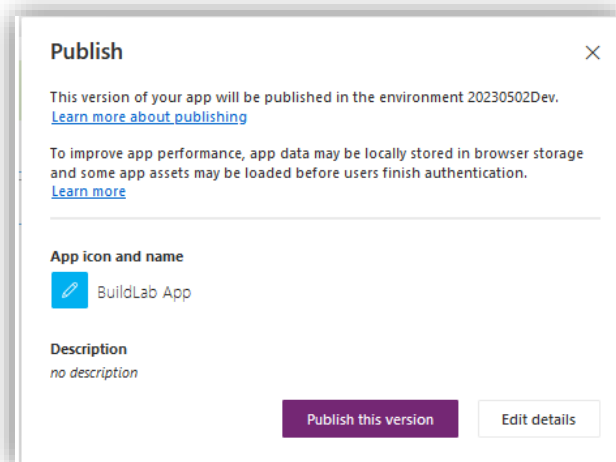 Publish
This version of your app will be published in the environment 20230502Dev.
Learn more about publishing
To improve app performance, app data may be locally stored in browser storage
and some app assets may be loaded before users finish authentication.
Learn more
App icon and name
BuildLab App
Description
no description
Publish this version
Edit details